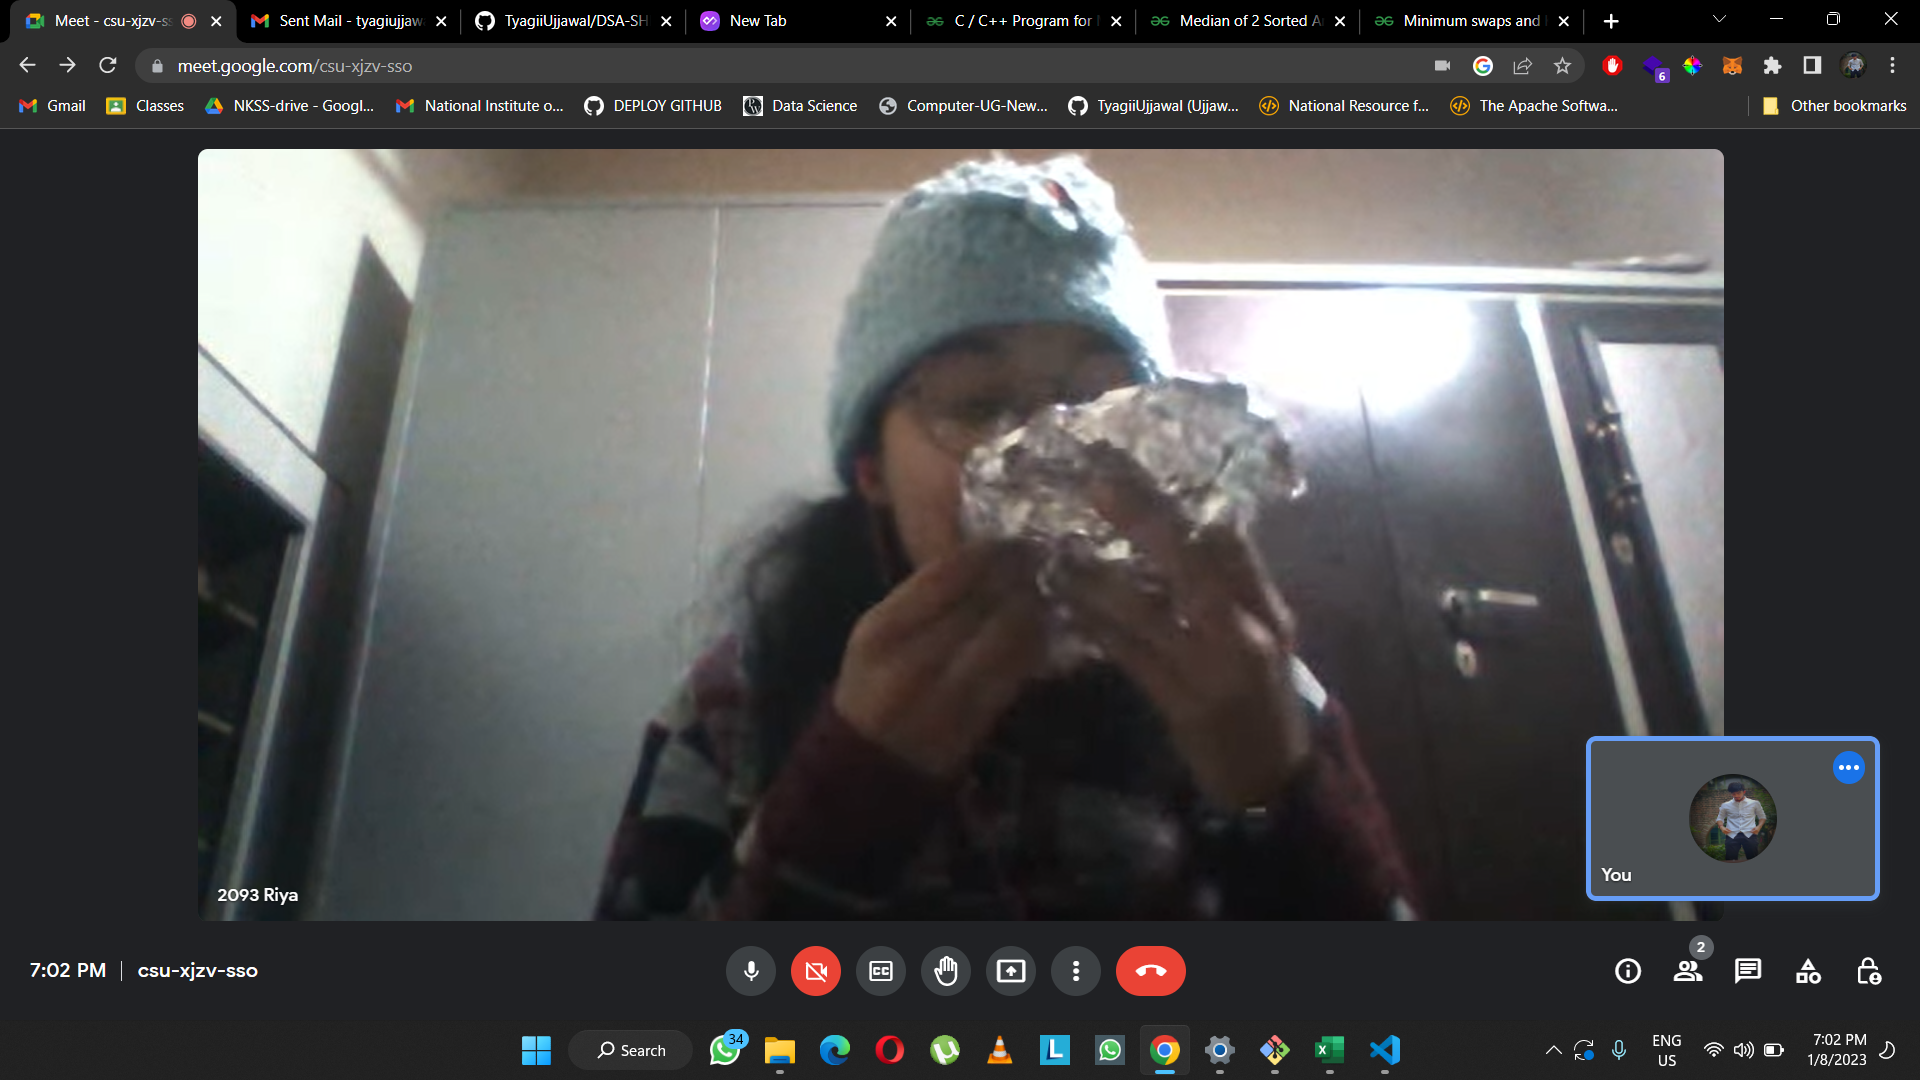 Meet - csu-xjzv-ss
Sent Mail - tyagiujjaw
TyagiiUjjawal/DSA-SH
New Tab
C / C++ Program for
Median of 2 Sorted A
Minimum swaps and
meet.google.com/csu-xjzv-sso
6
Gmail
Classes
NKSS-drive - Googl...
National Institute o...
DEPLOY GITHUB
Data Science
Computer-UG-New...
TyagiiUjjawal (Ujjaw...
National Resource f...
The Apache Softwa...
Other bookmarks
2093 Riya
You
7:02 PM | csu-xjzv-sso
CC
2
Search
34
L
ENG
US
7:02 PM
1/8/2023